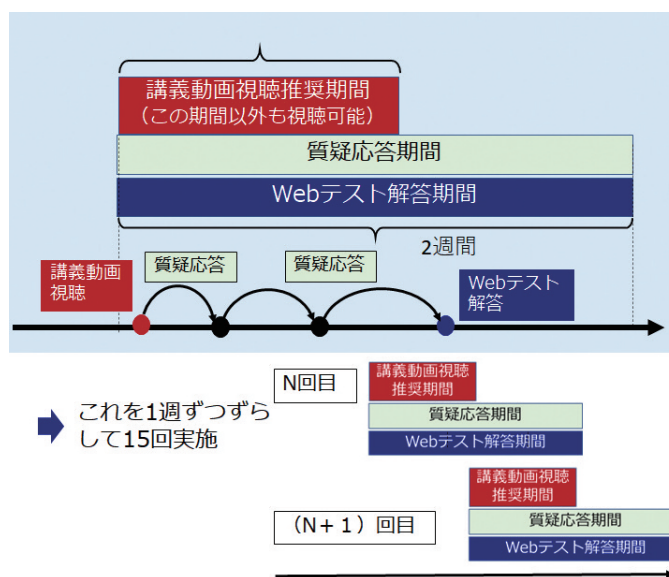 講義動画視聴推奨期間
（この期間以外も視聴可能）
質疑応答期間
Webテスト解答期間
2週間
講義動画
視聴
質疑応答
質疑応答
Webテスト
解答
これを1週ずつずら
して15回実施
N回目
講義動画視聴
推奨期間
質疑応答期間
Webテスト解答期間
（N＋1）回目
講義動画視聴
推奨期間
質疑応答期間
Webテスト解答期間